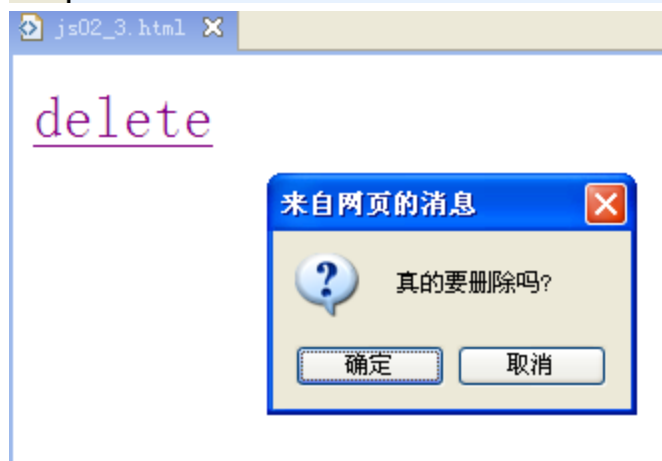 js02_3.html
delete
来自网页的消息
真的要删除吗?
确定
取消